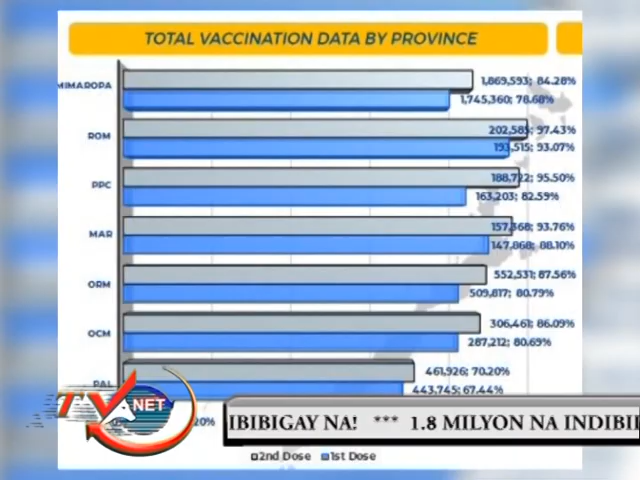 TOTAL VACCINATION DATA BY PROVINCE
MIMAROPA
1,869,593; 84.28%
1,745,360; 78.68%
ROM
202,585; 97.43%
193,515; 93.07%
PPC
188,722; 95.50%
163,203; 82.59%
MAR
157,368; 93.76%
147,868; 88.10%
ORM
552,531; 87.56%
509,817; 80.79%
OCM
306,461; 86.09%
287,212; 80.69%
PAL
461,926; 70.20%
443,745; 67.44%
TV NET
IBIBIGAY NA! *** 1.8 MILYON NA
2nd Dose 1st Dose